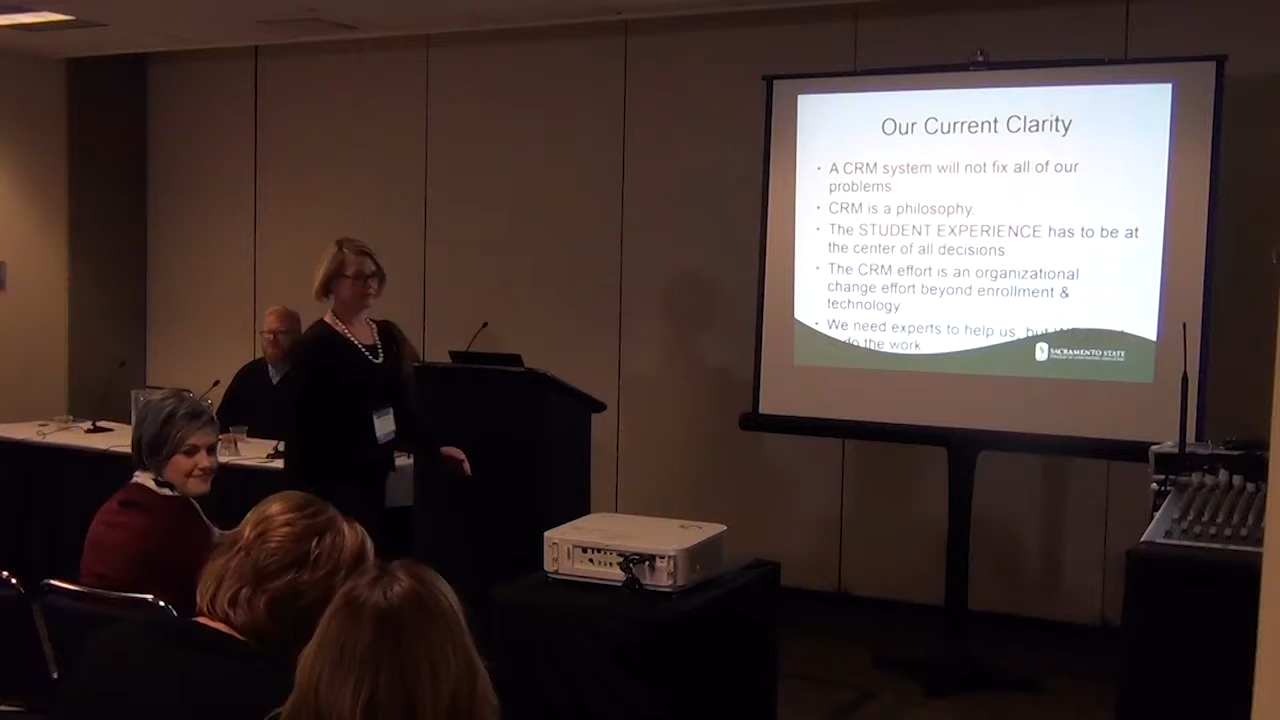 Our Current Clarity
• A CRM system will not fix all of our
problems
• CRM is a philosophy.
• The STUDENT EXPERIENCE has to be at
the center of all decisions
• The CRM effort is an organizational
change effort beyond enrollment &
technology
• We need experts to help us, but
do the work
SACRAMENTO STATE